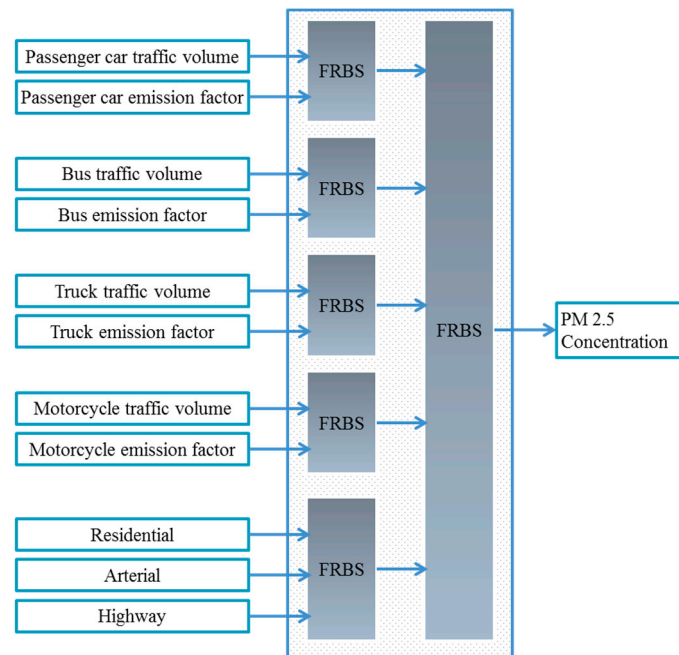 Passenger car traffic volume
Passenger car emission factor
FRBS
Bus traffic volume
Bus emission factor
FRBS
Truck traffic volume
Truck emission factor
FRBS
Motorcycle traffic volume
Motorcycle emission factor
FRBS
Residential
Arterial
Highway
FRBS
FRBS
PM 2.5
Concentration